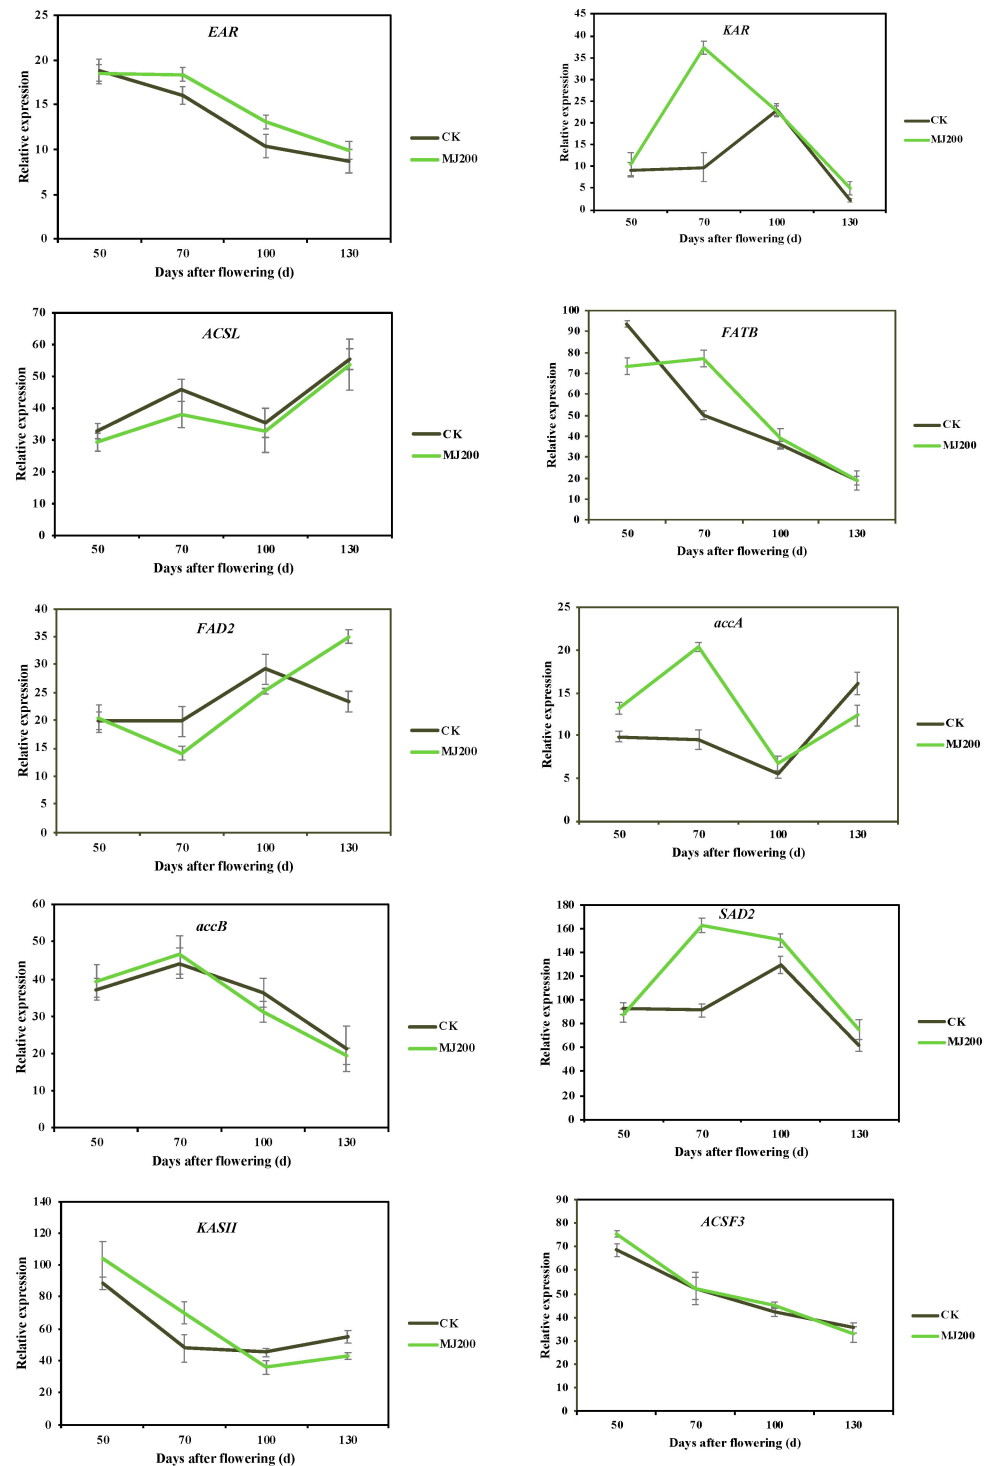 EAR
Relative expression
25
20
15
10
5
0
50 70 100 130
Days after flowering (d)
CK
MJ200
KAR
Relative expression
45
40
35
30
25
20
15
10
5
0
50 70 100 130
Days after flowering (d)
CK
MJ200
ACSL
Relative expression
70
60
50
40
30
20
10
0
50 70 100 130
Days after flowering (d)
CK
MJ200
FATB
Relative expression
100
90
80
70
60
50
40
30
20
10
0
50 70 100 130
Days after flowering (d)
CK
MJ200
FAD2
Relative expression
40
35
30
25
20
15
10
5
0
50 70 100 130
Days after flowering (d)
CK
MJ200
accA
Relative expression
25
20
15
10
5
0
50 70 100 130
Days after flowering (d)
CK
MJ200
accB
Relative expression
60
50
40
30
20
10
0
50 70 100 130
Days after flowering (d)
CK
MJ200
SAD2
Relative expression
180
160
140
120
100
80
60
40
20
0
50 70 100 130
Days after flowering (d)
CK
MJ200
KASII
Relative expression
140
120
100
80
60
40
20
0
50 70 100 130
Days after flowering (d)
CK
MJ200
ACSF3
Relative expression
90
80
70
60
50
40
30
20
10
0
50 70 100 130
Days after flowering (d)
CK
MJ200